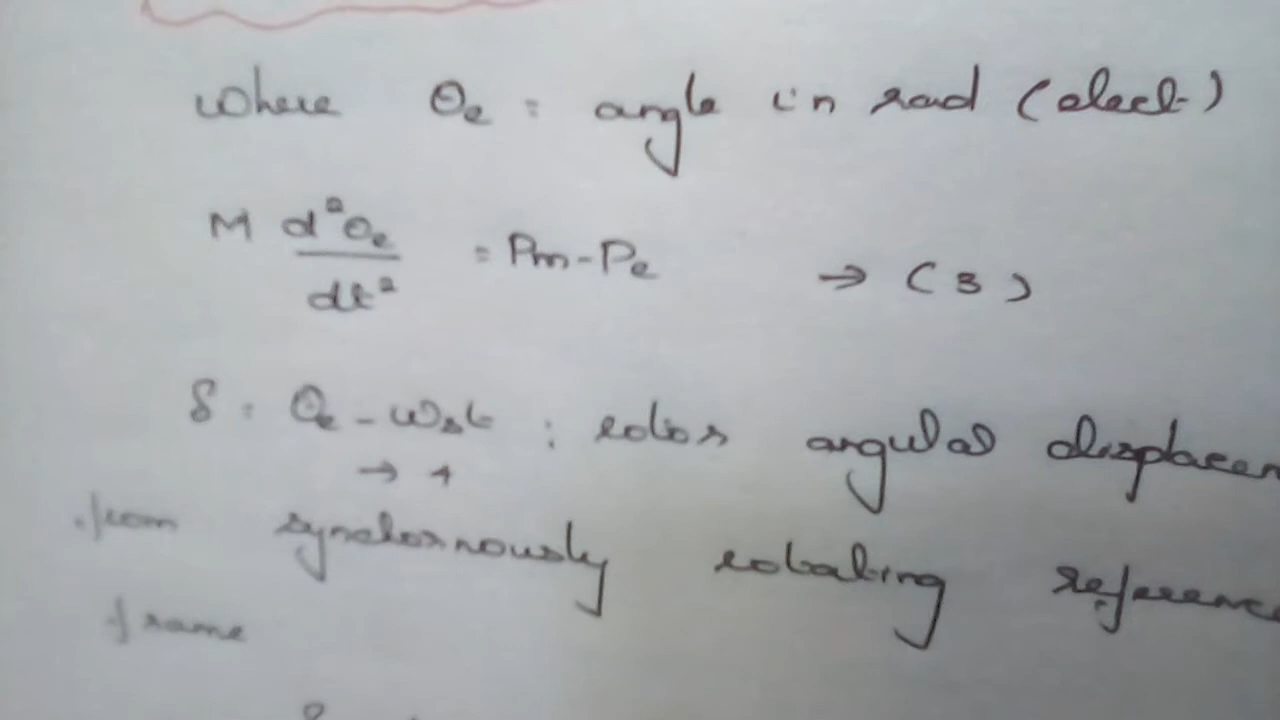 where θe = angle in rad (elect.)
M d²θe/dt² = Pm - Pe → (3)
δ = θe - ωst : rotor angular displacem
→ 4
from synchronously rotating reference
frame